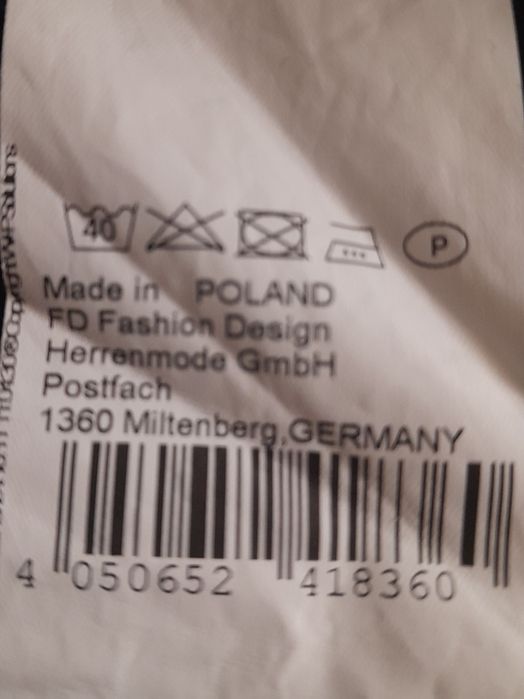 40 P
Made in POLAND
FD Fashion Design
Herrenmode GmbH
Postfach
1360 Miltenberg,GERMANY
4 050652 418360